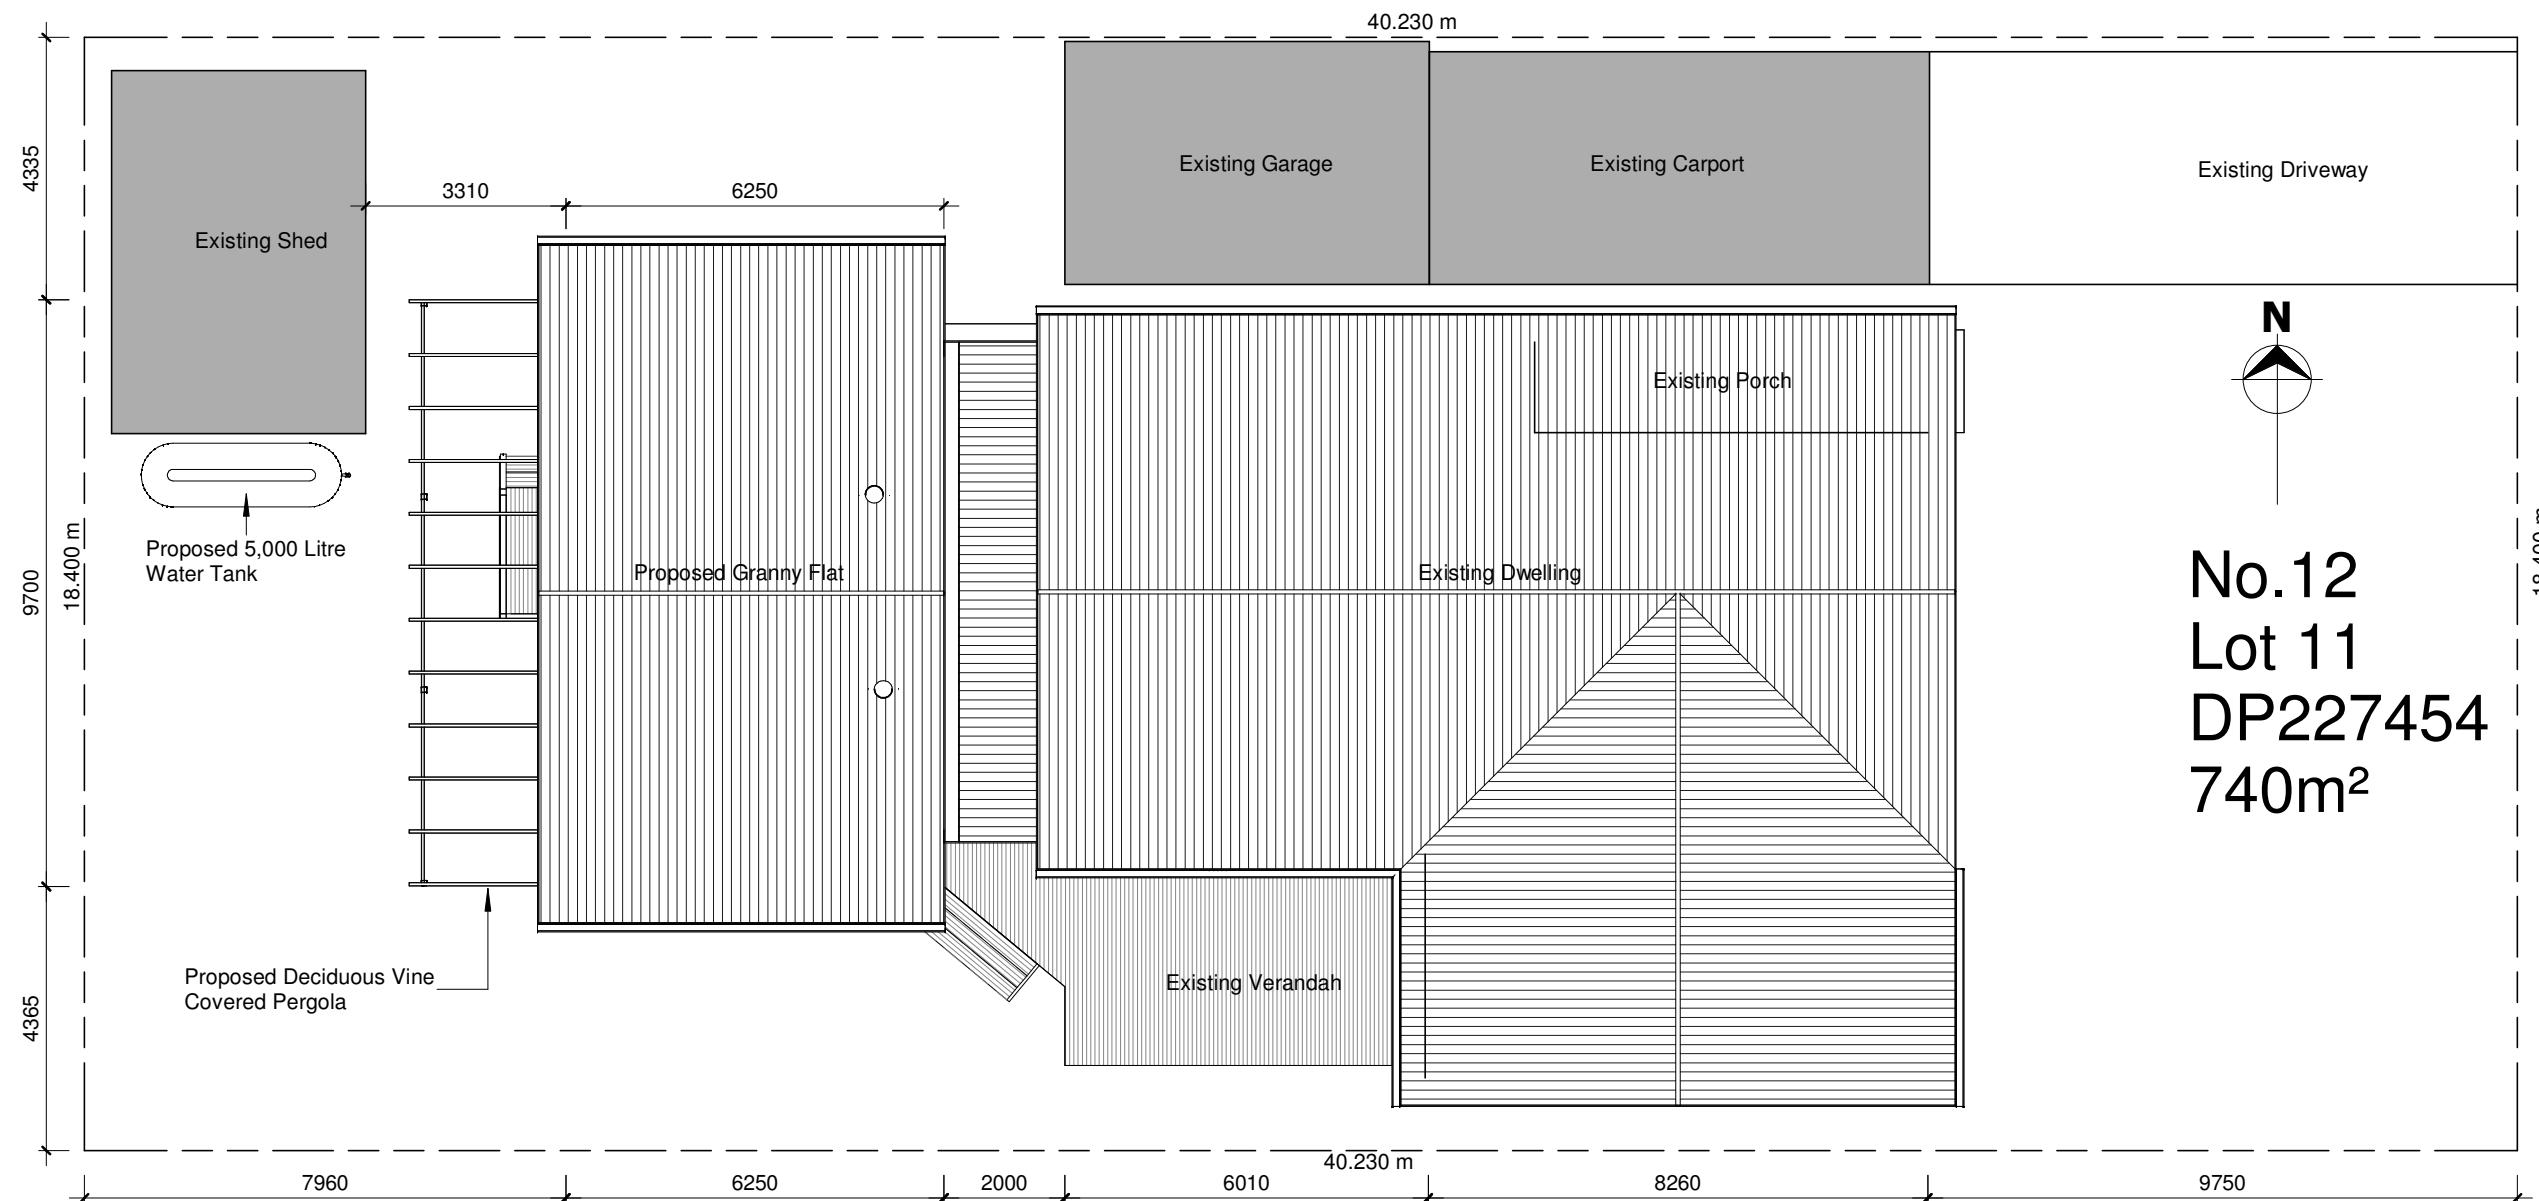 40.230 m
4335
3310
6250
Existing Shed
Existing Garage
Existing Carport
Existing Driveway
N
Existing Porch
Proposed 5,000 Litre
Water Tank
9700
18.400 m
Proposed Granny Flat
Existing Dwelling
18.400 m
No.12
Lot 11
DP227454
740m²
Proposed Deciduous Vine
Covered Pergola
Existing Verandah
4365
40.230 m
7960
6250
2000
6010
8260
9750